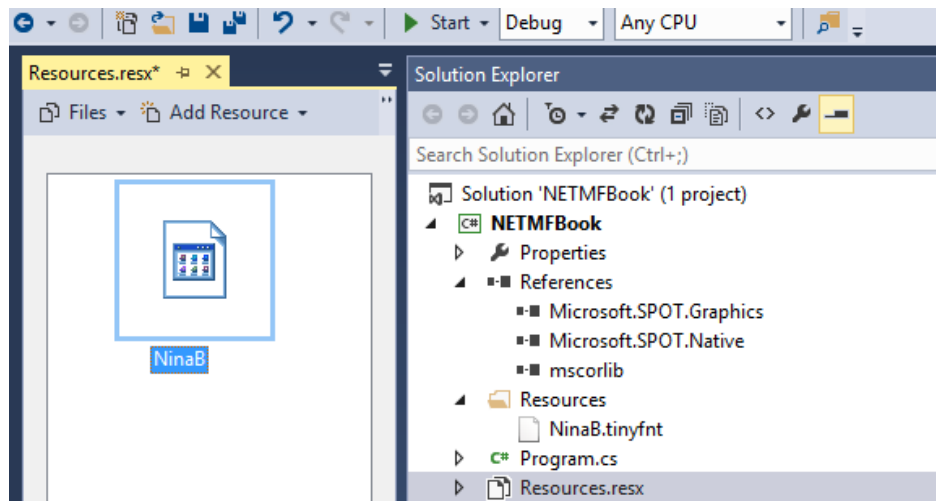 Start Debug Any CPU
Resources.resx*
Files Add Resource
NinaB
Solution Explorer
Search Solution Explorer (Ctrl+;)
Solution 'NETMFBook' (1 project)
C# NETMFBook
Properties
References
Microsoft.SPOT.Graphics
Microsoft.SPOT.Native
mscorlib
Resources
NinaB.tinyfnt
C# Program.cs
Resources.resx